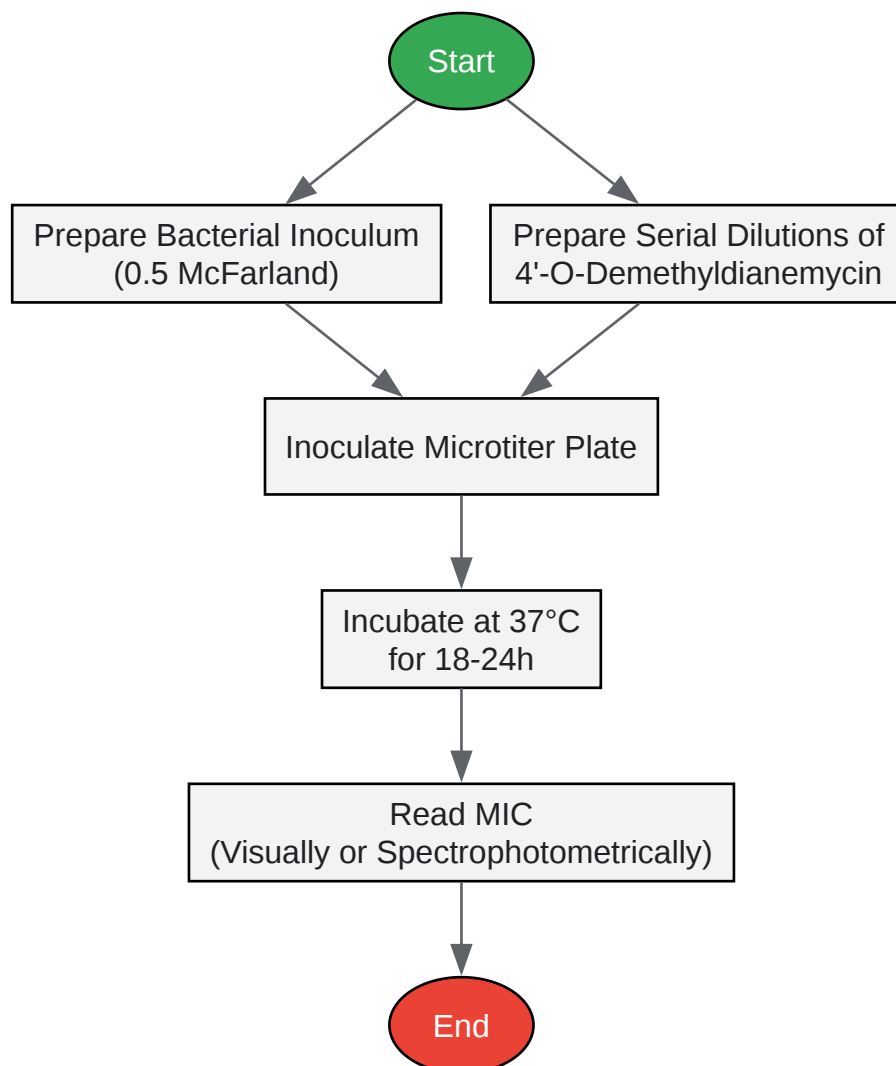 Start
Prepare Bacterial Inoculum
(0.5 McFarland)
Prepare Serial Dilutions of
4'-O-Demethyldianemycin
Inoculate Microtiter Plate
Incubate at 37°C
for 18-24h
Read MIC
(Visually or Spectrophotometrically)
End